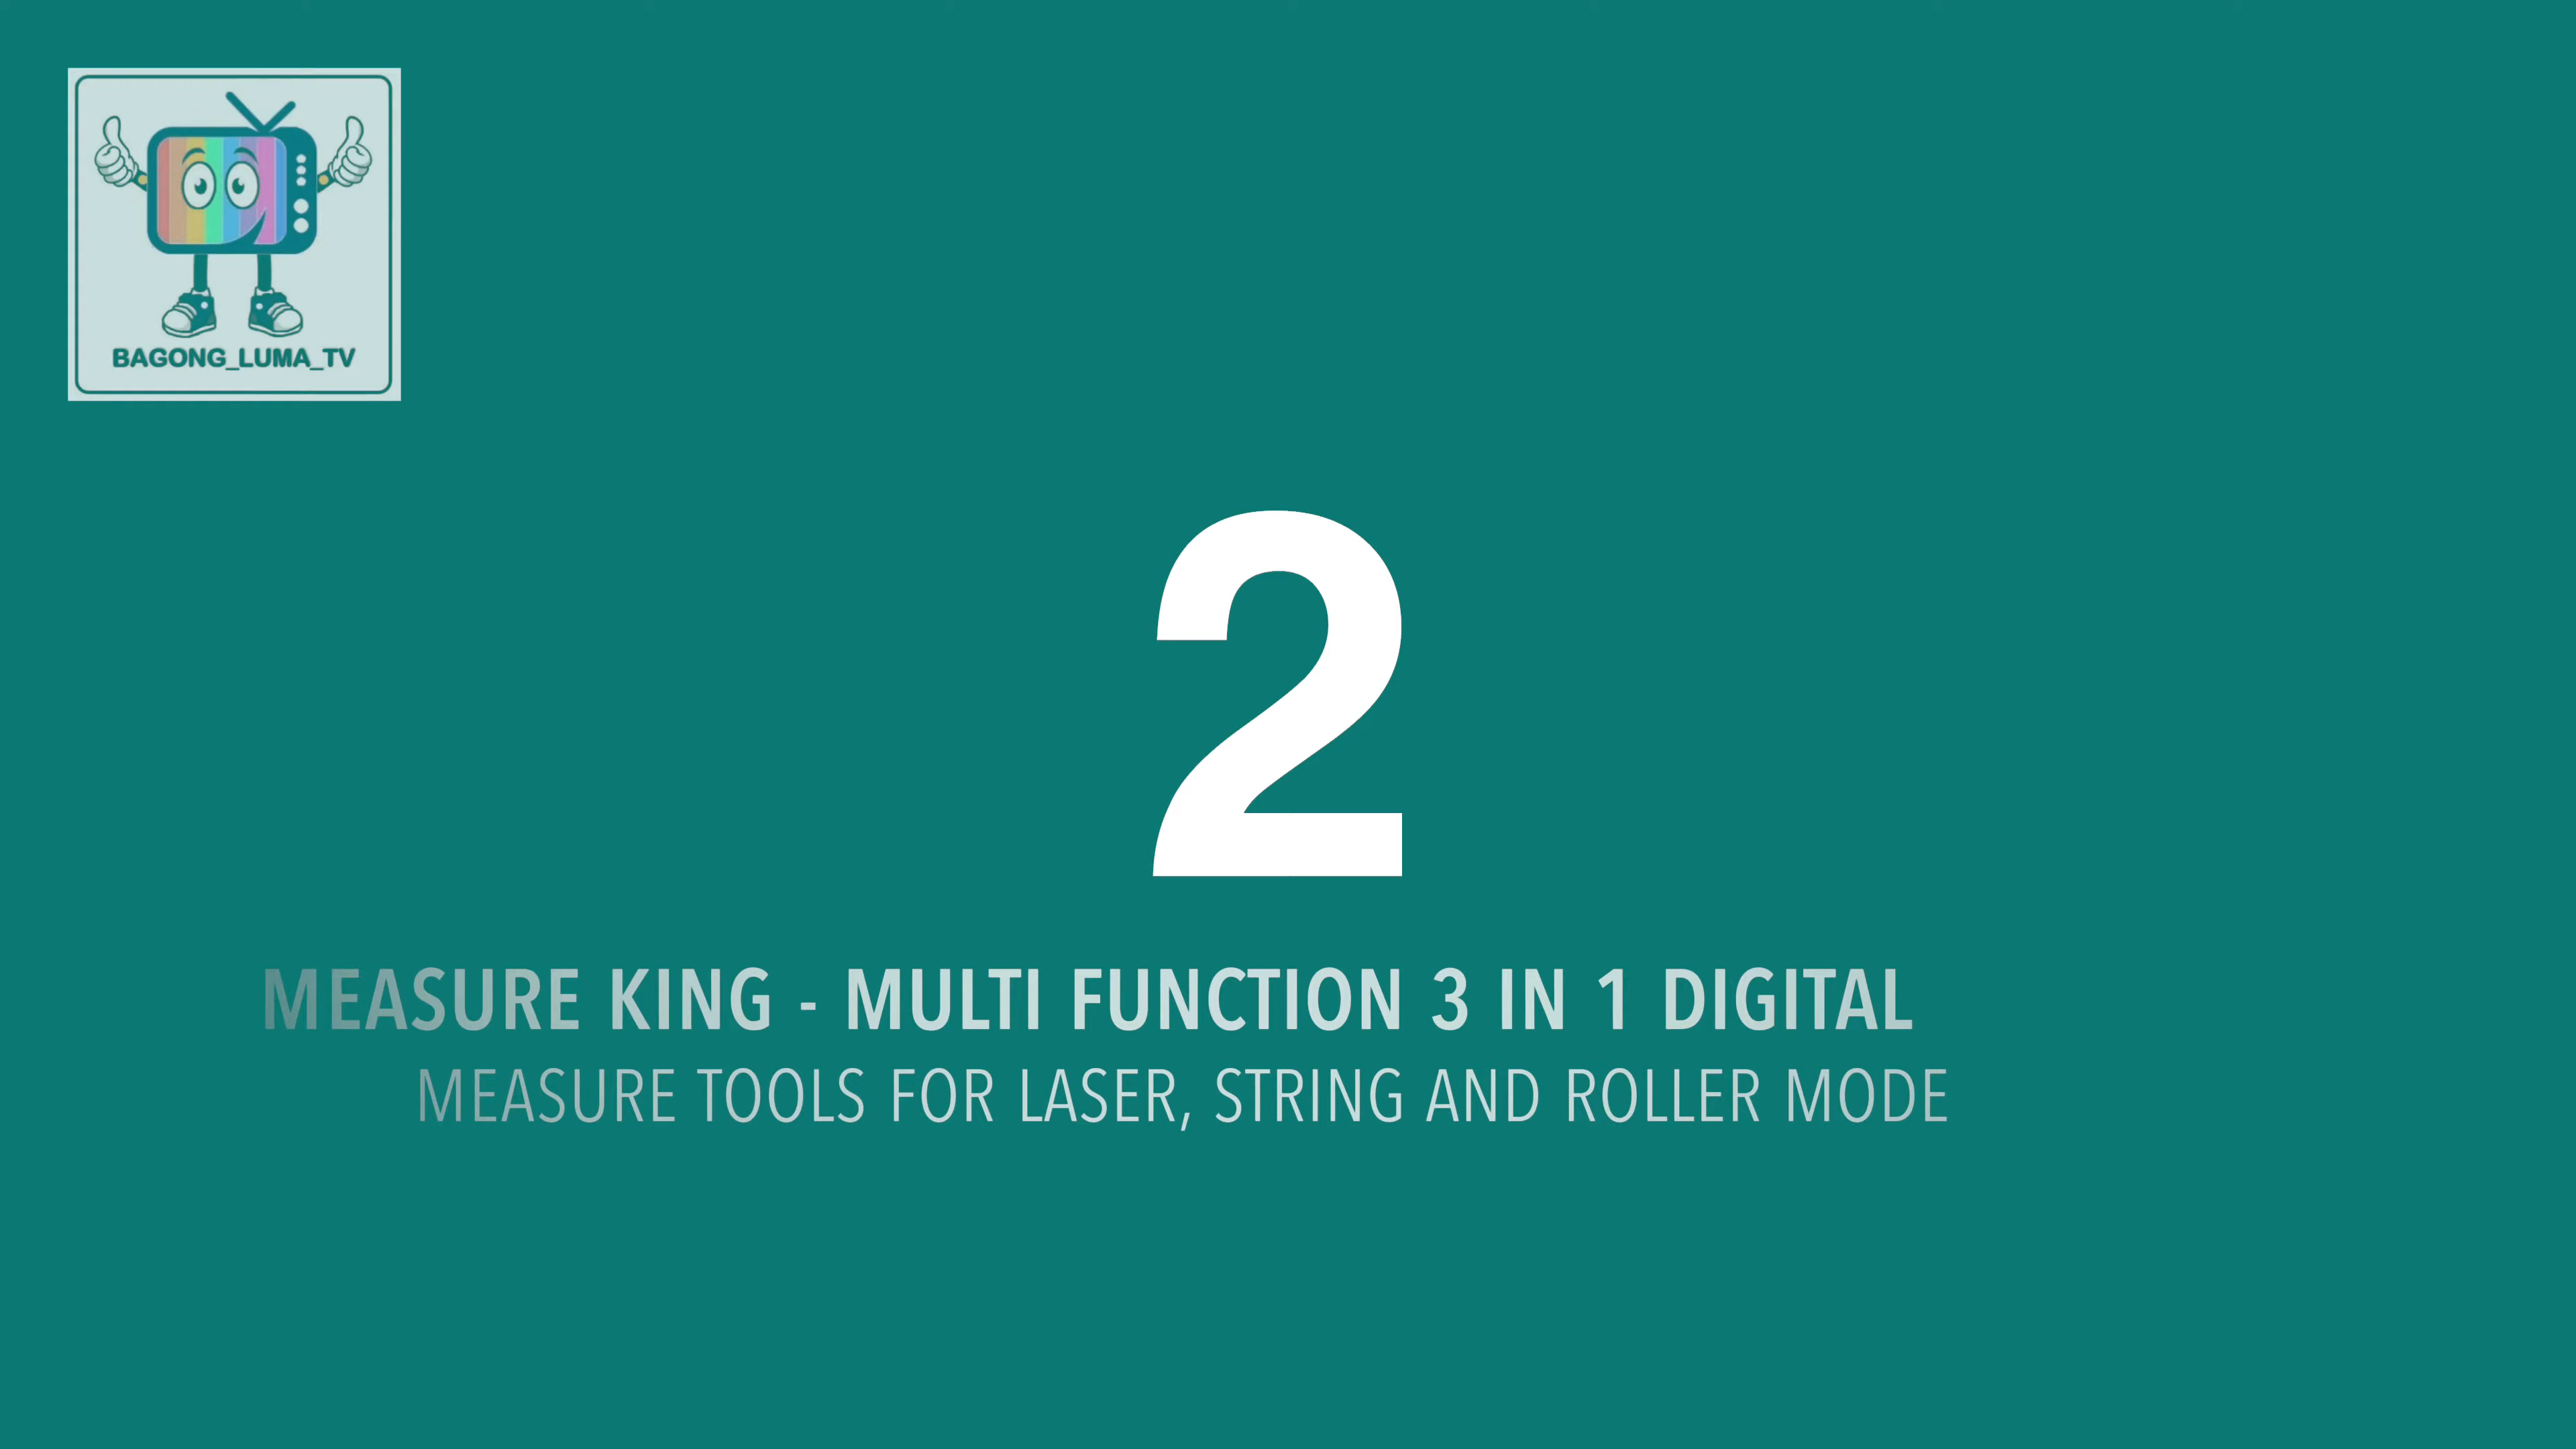 BAGONG_LUMA_TV
2
MEASURE KING - MULTI FUNCTION 3 IN 1 DIGITAL
MEASURE TOOLS FOR LASER, STRING AND ROLLER MODE